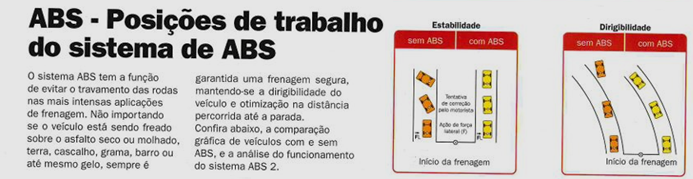 ABS - Posições de trabalho
do sistema de ABS
O sistema ABS tem a função
de evitar o travamento das rodas
nas mais intensas aplicações
de frenagem. Não importando
se o veículo está sendo freado
sobre o asfalto seco ou molhado,
terra, cascalho, grama, barro ou
até mesmo gelo, sempre é
garantida uma frenagem segura,
mantendo-se a dirigibilidade do
veículo e otimização na distância
percorrida até a parada.
Confira abaixo, a comparação
gráfica de veículos com e sem
ABS, e a análise do funcionamento
do sistema ABS 2.
Estabilidade
sem ABS
com ABS
Tentativa
de correção
pelo motorista
Ação de força
lateral (F)
Início da frenagem
Dirigibilidade
sem ABS
com ABS
Início da frenagem